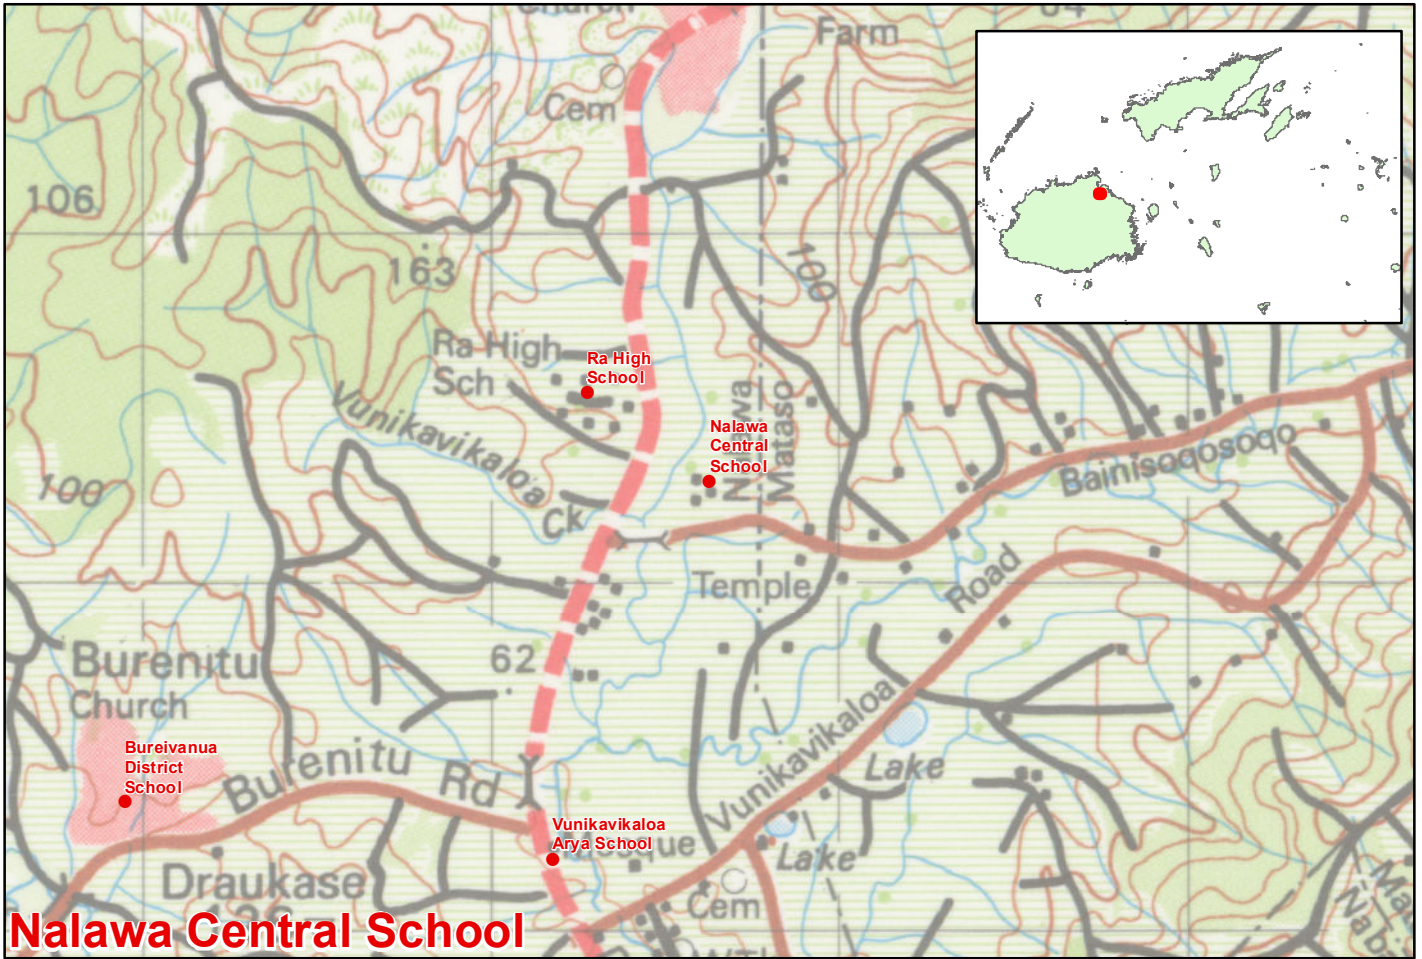 Church
64
Farm
Cem
106
163
100
Ra High
Sch
Ra High
School
Vunikavikaloa
Ck
Nalawa
Central
School
Nalawa
Mataso
Bainisoqosoqo
100
Temple
Road
Burenitu
Church
62
Bureivanua
District
School
Burenitu Rd
Vunikavikaloa
Lake
Vunikavikaloa
Arya School
Mosque
Lake
Draukase
Cem
Nalawa Central School